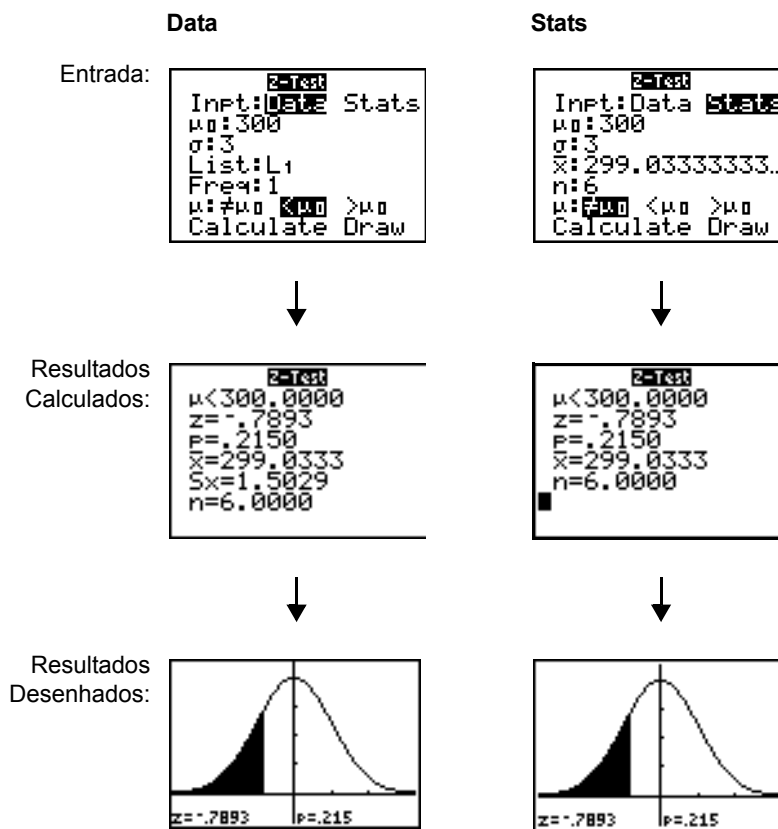 Data
Stats
Entrada:
Z-Test
Inpt:Data Stats
μ0:300
σ:3
List:L1
Freq:1
μ:≠μ0 <μ0 >μ0
Calculate Draw
Z-Test
Inpt:Data Stats
μ0:300
σ:3
x̄:299.03333333…
n:6
μ:≠μ0 <μ0 >μ0
Calculate Draw
Resultados
Calculados:
Z-Test
μ<300.0000
z=-.7893
p=.2150
x̄=299.0333
Sx=1.5029
n=6.0000
Z-Test
μ<300.0000
z=-.7893
p=.2150
x̄=299.0333
n=6.0000
Resultados
Desenhados:
z=-.7893 p=.215
z=-.7893 p=.215